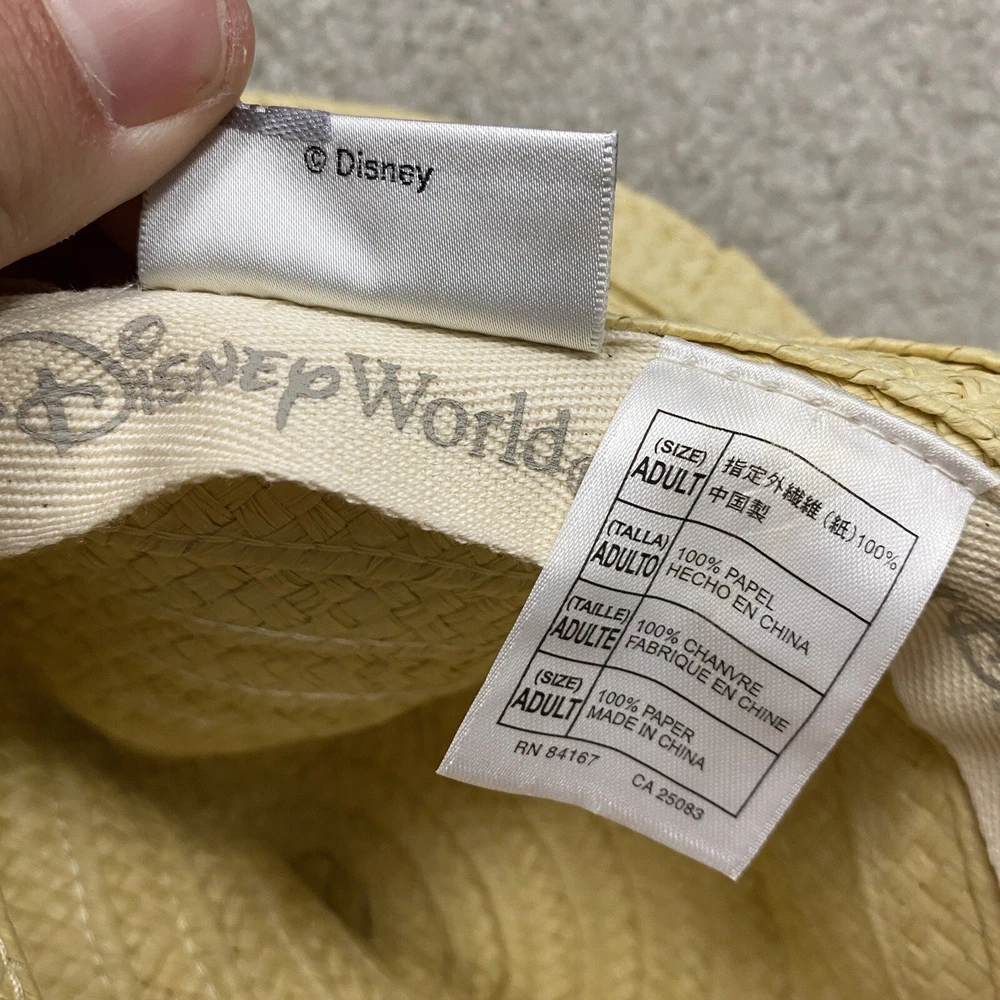 © Disney
Disney World
(SIZE)
ADULT
指定外繊維(紙)100%
中国製
(TALLA)
ADULTO
100% PAPEL
HECHO EN CHINA
(TAILLE)
ADULTE
100% CHANVRE
FABRIQUE EN CHINE
(SIZE)
ADULT
100% PAPER
MADE IN CHINA
RN 84167
CA 25083